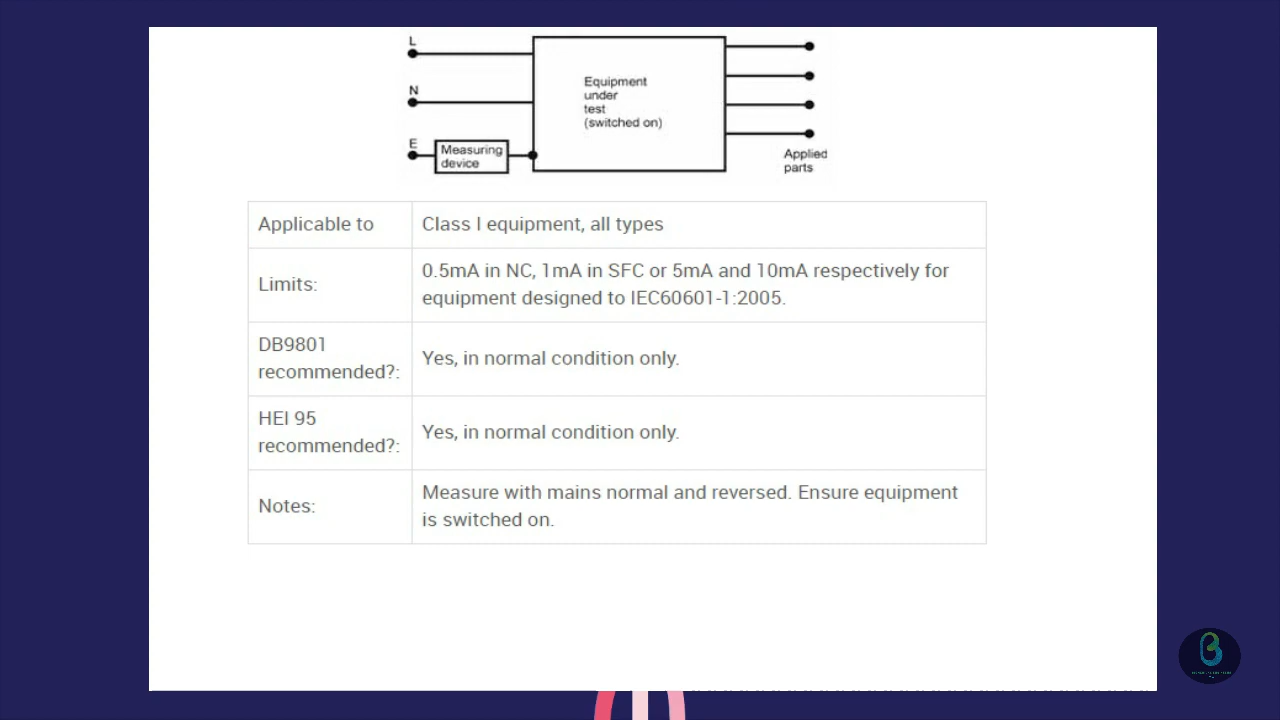 L
N
E
Measuring
device
Equipment
under
test
(switched on)
Applied
parts
Applicable to
Class I equipment, all types
Limits:
0.5mA in NC, 1mA in SFC or 5mA and 10mA respectively for
equipment designed to IEC60601-1:2005.
DB9801
recommended?:
Yes, in normal condition only.
HEI 95
recommended?:
Yes, in normal condition only.
Notes:
Measure with mains normal and reversed. Ensure equipment
is switched on.